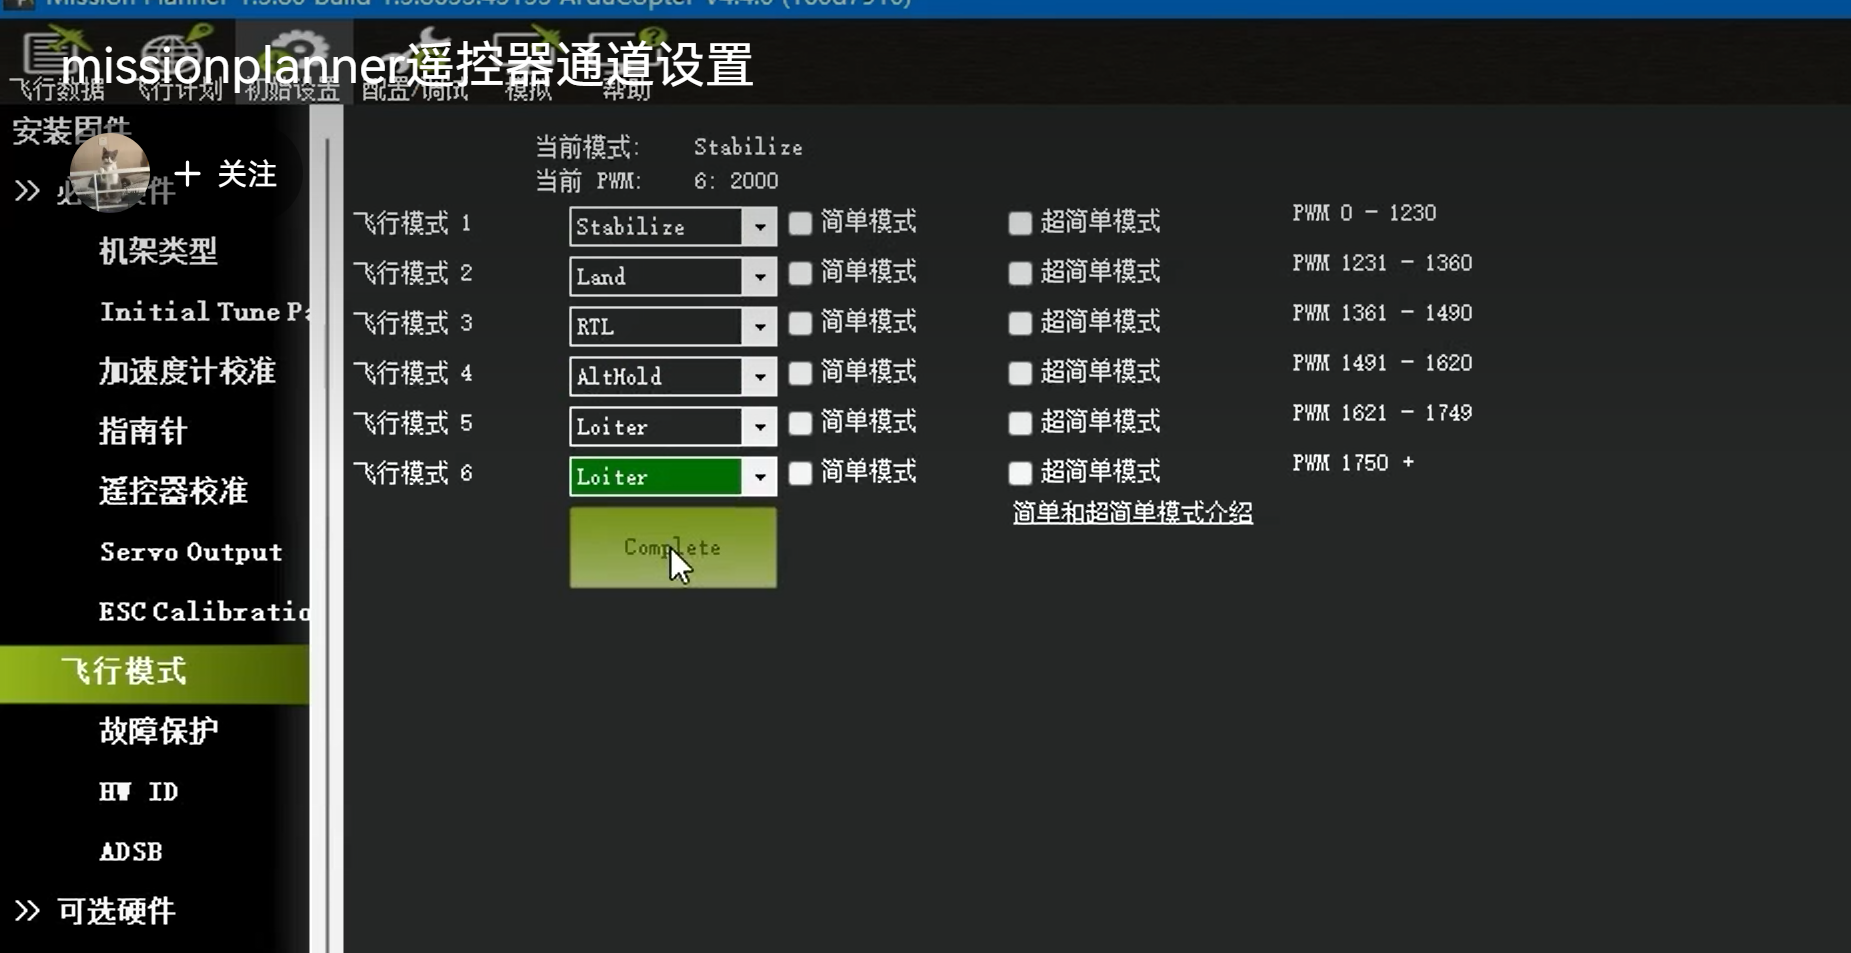 Mission Planner
missionplanner遥控器通道设置
飞行数据 飞行计划 初始设置 配置/调试 模拟 帮助
安装固件
+ 关注
机架类型
Initial Tune Pa
加速度计校准
指南针
遥控器校准
Servo Output
ESC Calibratio
飞行模式
故障保护
HW ID
ADSB
>> 可选硬件
当前模式: Stabilize
当前 PWM: 6: 2000
飞行模式 1 Stabilize 简单模式 超简单模式 PWM 0 - 1230
飞行模式 2 Land 简单模式 超简单模式 PWM 1231 - 1360
飞行模式 3 RTL 简单模式 超简单模式 PWM 1361 - 1490
飞行模式 4 AltHold 简单模式 超简单模式 PWM 1491 - 1620
飞行模式 5 Loiter 简单模式 超简单模式 PWM 1621 - 1749
飞行模式 6 Loiter 简单模式 超简单模式 PWM 1750 +
简单和超简单模式介绍
Complete